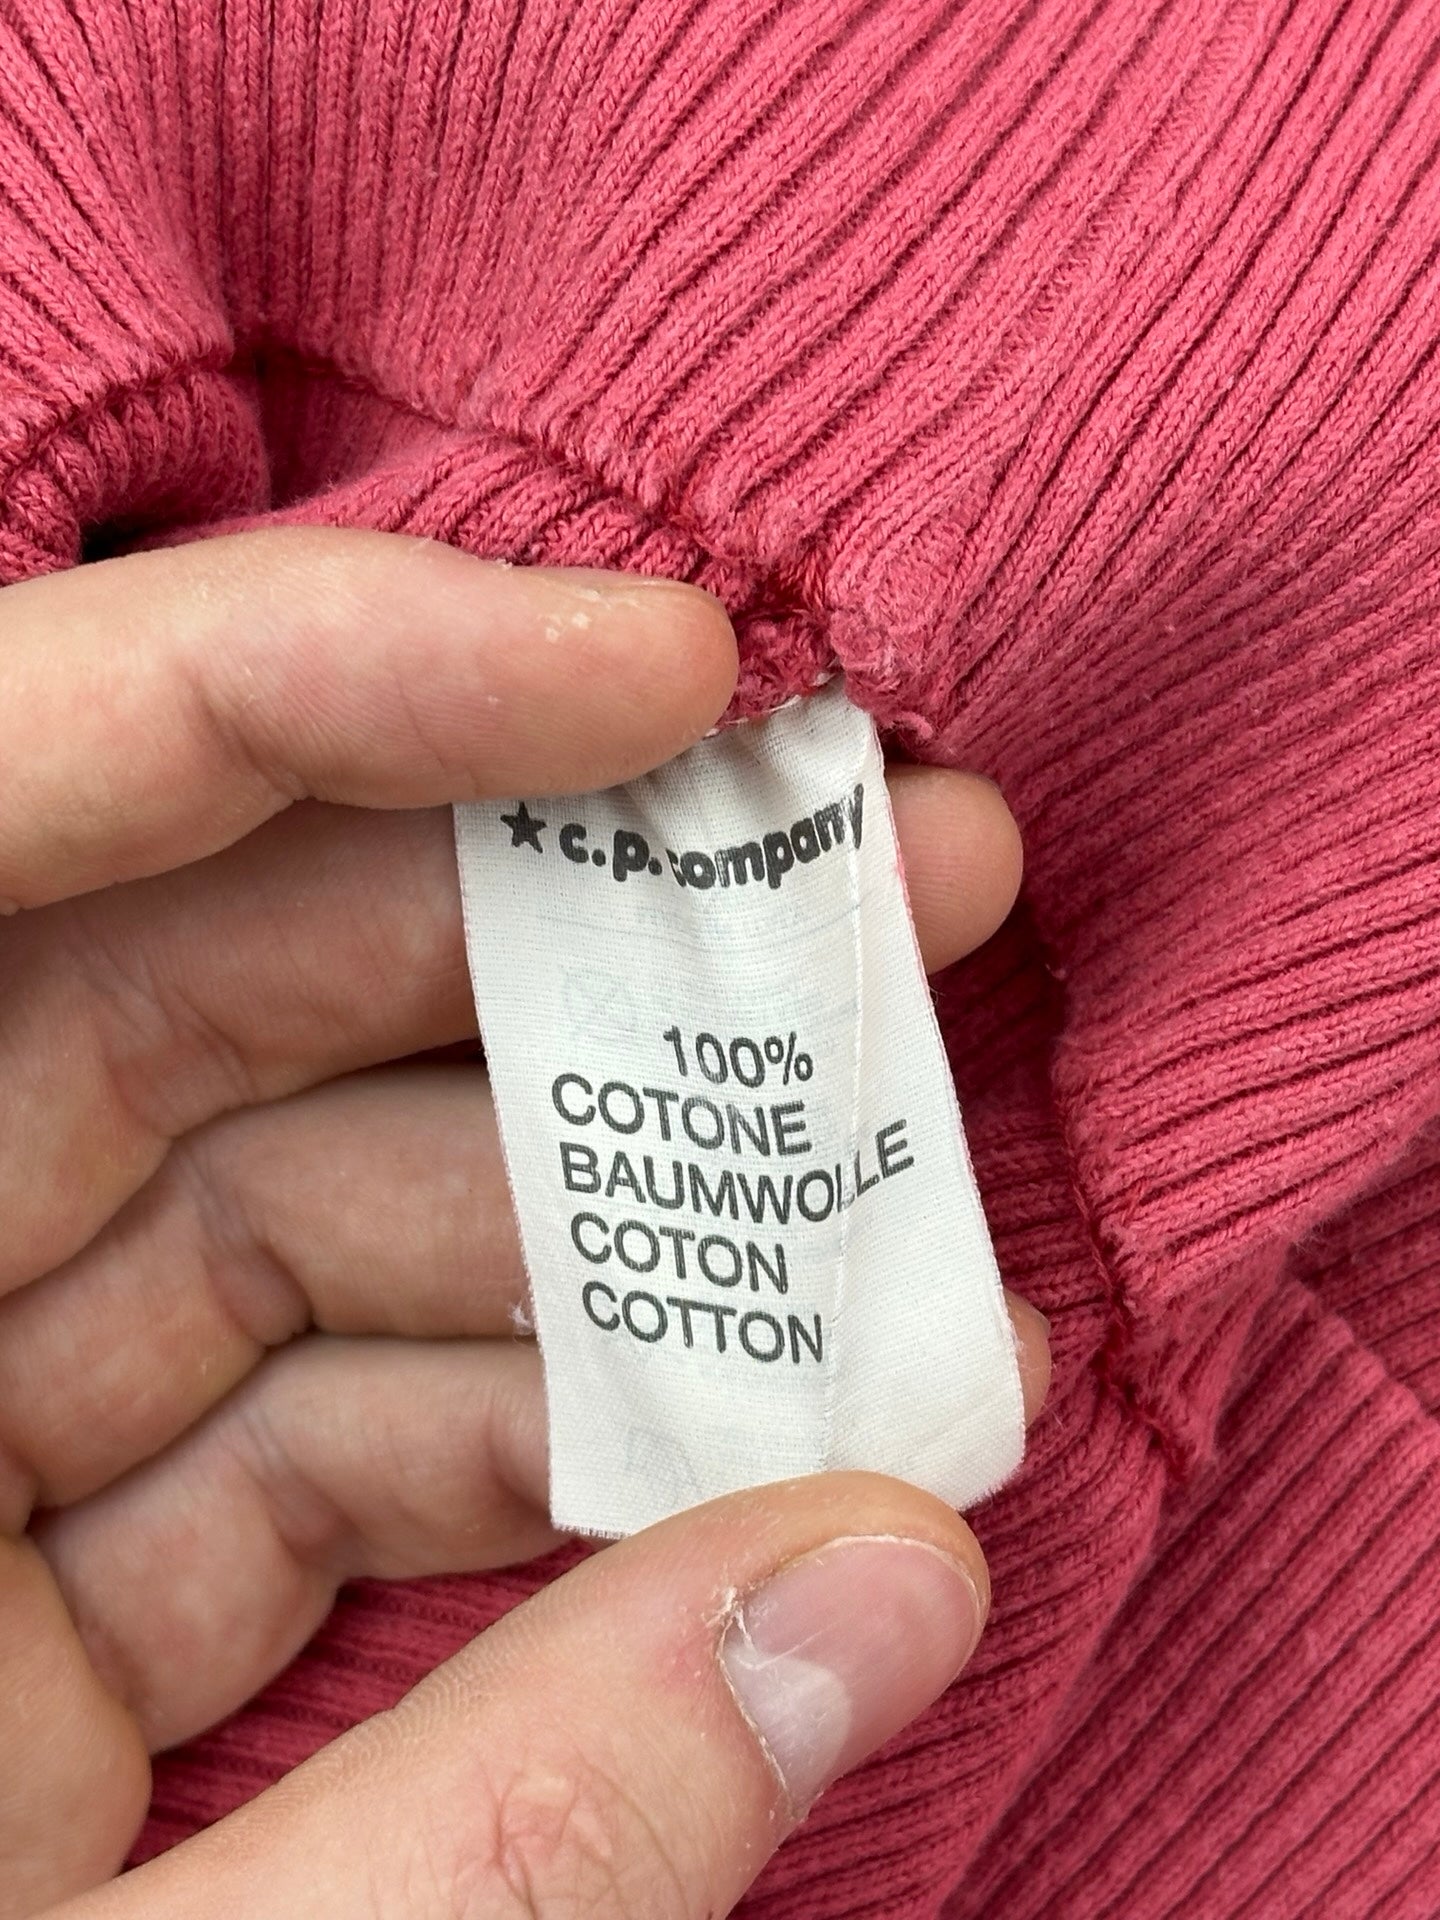 ★ c.p. company
100%
COTONE
BAUMWOLLE
COTON
COTTON